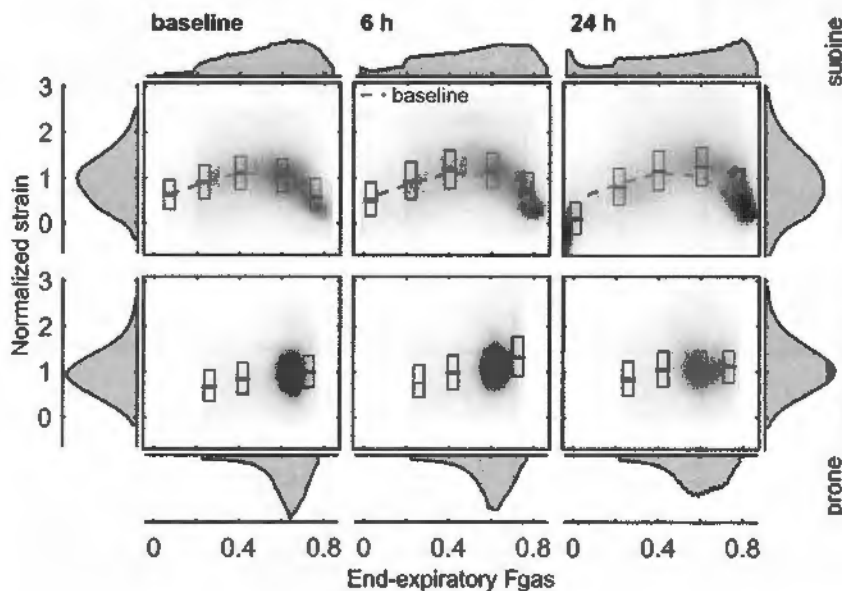 baseline 6 h 24 h
supine
3
2
1
0
baseline
Normalized strain
3
2
1
0
prone
0 0.4 0.8 0 0.4 0.8 0 0.4 0.8
End-expiratory Fgas